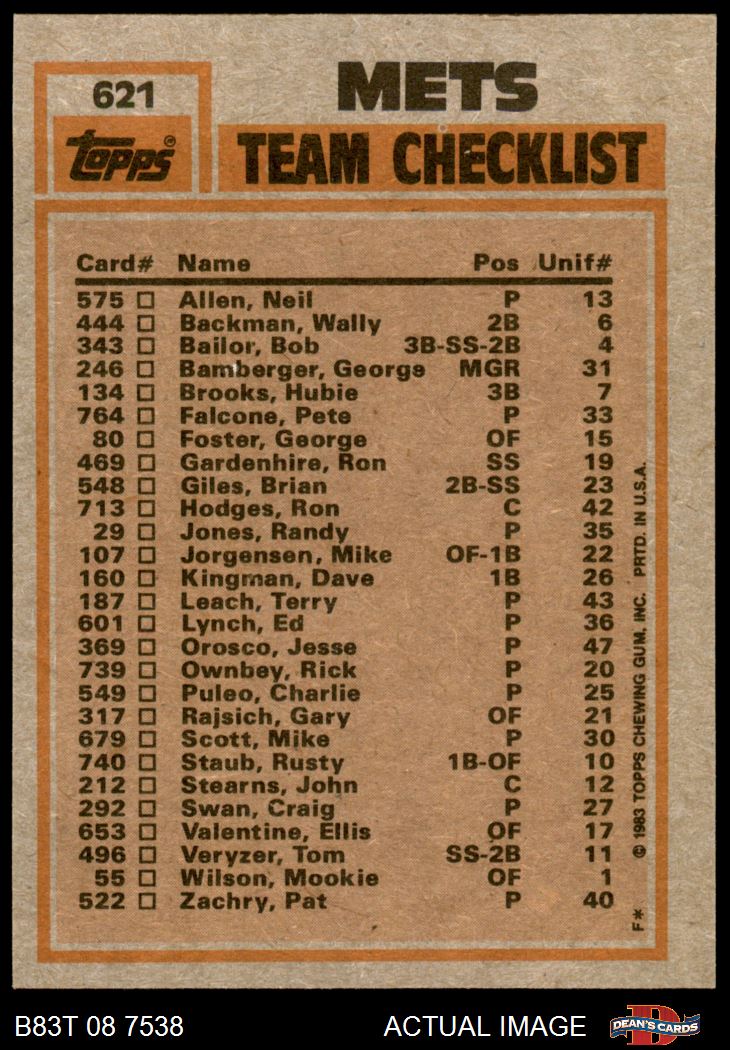 621
METS
Topps®
TEAM CHECKLIST
Card# Name Pos Unif#
575 Allen, Neil P 13
444 Backman, Wally 2B 6
343 Bailor, Bob 3B-SS-2B 4
246 Bamberger, George MGR 31
134 Brooks, Hubie 3B 7
764 Falcone, Pete P 33
80 Foster, George OF 15
469 Gardenhire, Ron SS 19
548 Giles, Brian 2B-SS 23
713 Hodges, Ron C 42
29 Jones, Randy P 35
107 Jorgensen, Mike OF-1B 22
160 Kingman, Dave 1B 26
187 Leach, Terry P 43
601 Lynch, Ed P 36
369 Orosco, Jesse P 47
739 Ownbey, Rick P 20
549 Puleo, Charlie P 25
317 Rajsich, Gary OF 21
679 Scott, Mike P 30
740 Staub, Rusty 1B-OF 10
212 Stearns, John C 12
292 Swan, Craig P 27
653 Valentine, Ellis OF 17
496 Veryzer, Tom SS-2B 11
55 Wilson, Mookie OF 1
522 Zachry, Pat P 40
F* © 1983 TOPPS CHEWING GUM, INC. PRTD. IN U.S.A.
B83T 08 7538 ACTUAL IMAGE
DEAN'S CARDS